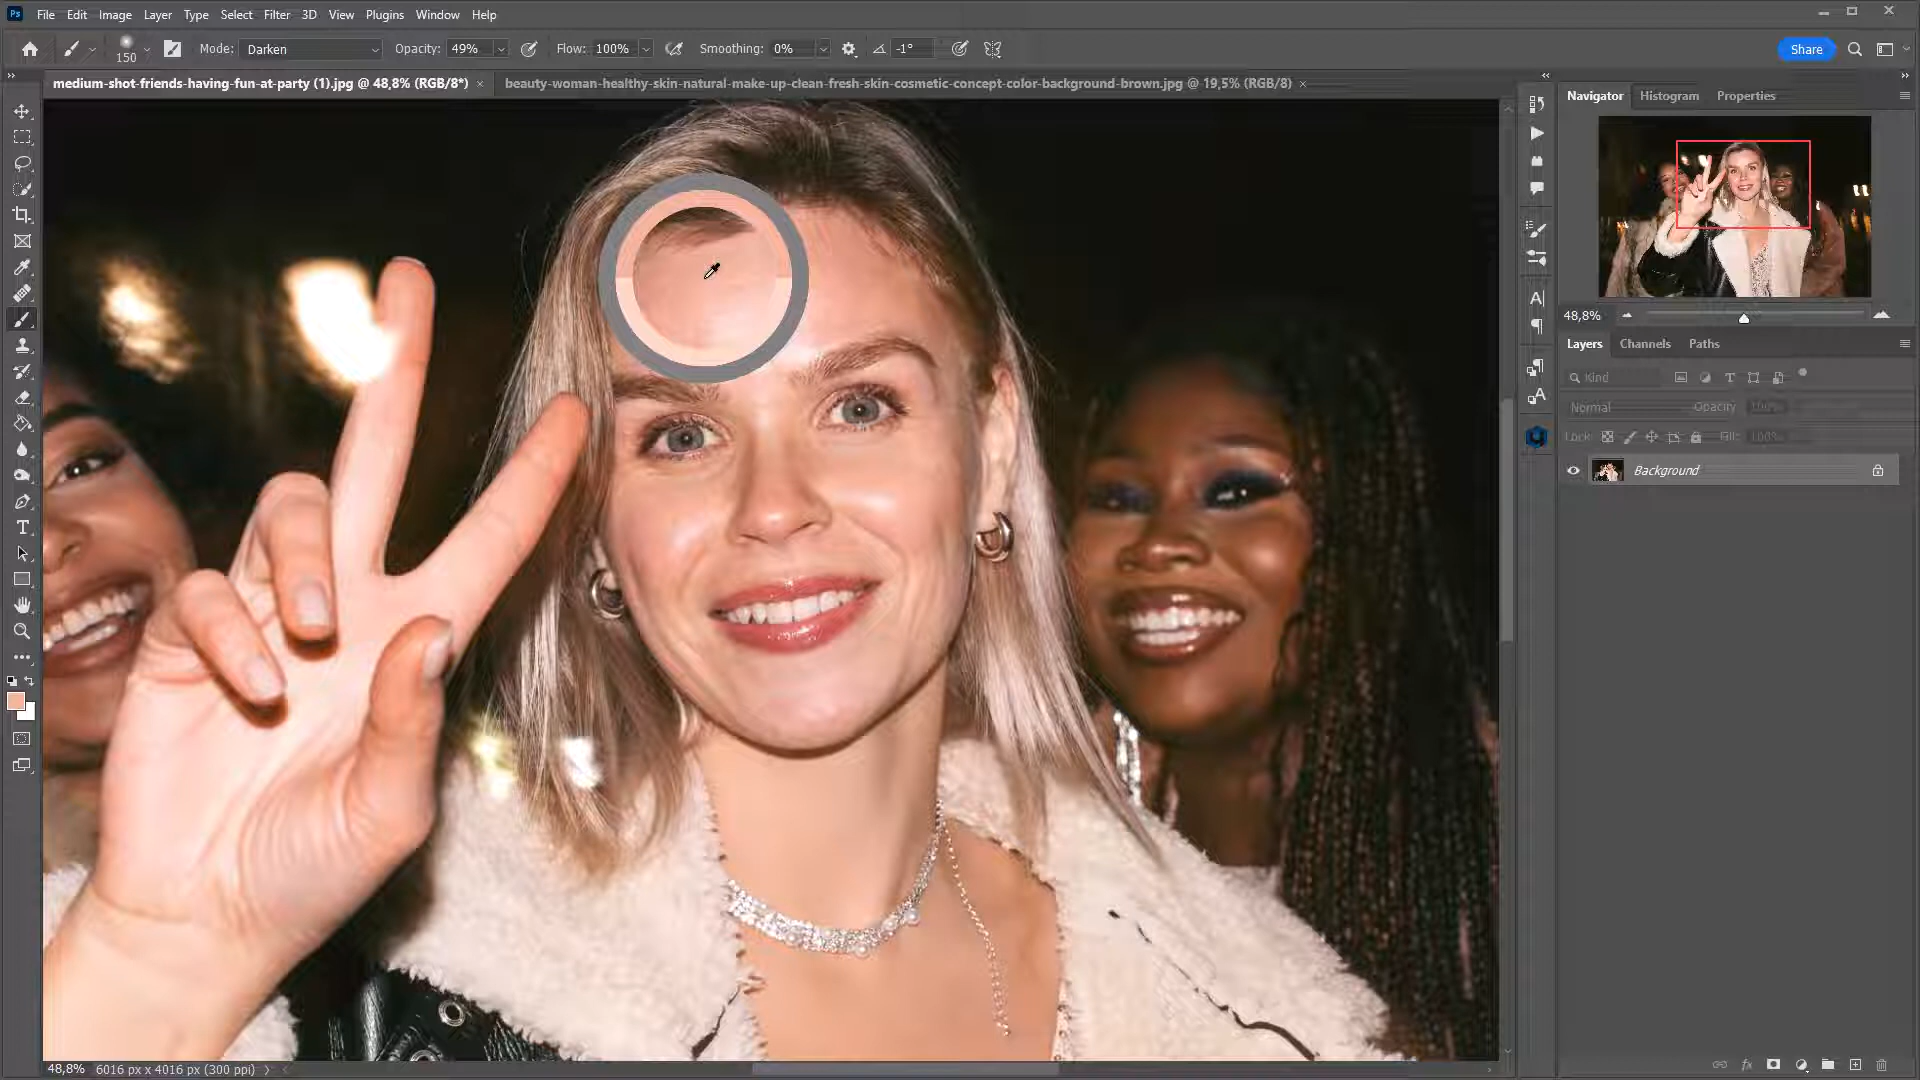 Ps File Edit Image Layer Type Select Filter 3D View Plugins Window Help
150 Mode: Darken Opacity: 49% Flow: 100% Smoothing: 0% -1° Share
medium-shot-friends-having-fun-at-party (1).jpg @ 48,8% (RGB/8*) × beauty-woman-healthy-skin-natural-make-up-clean-fresh-skin-cosmetic-concept-color-background-brown.jpg @ 19,5% (RGB/8) ×
Navigator Histogram Properties
48,8%
Layers Channels Paths
Kind
Normal Opacity 100%
Lock: Fill: 100%
Background
48,8% 6016 px x 4016 px (300 ppi)